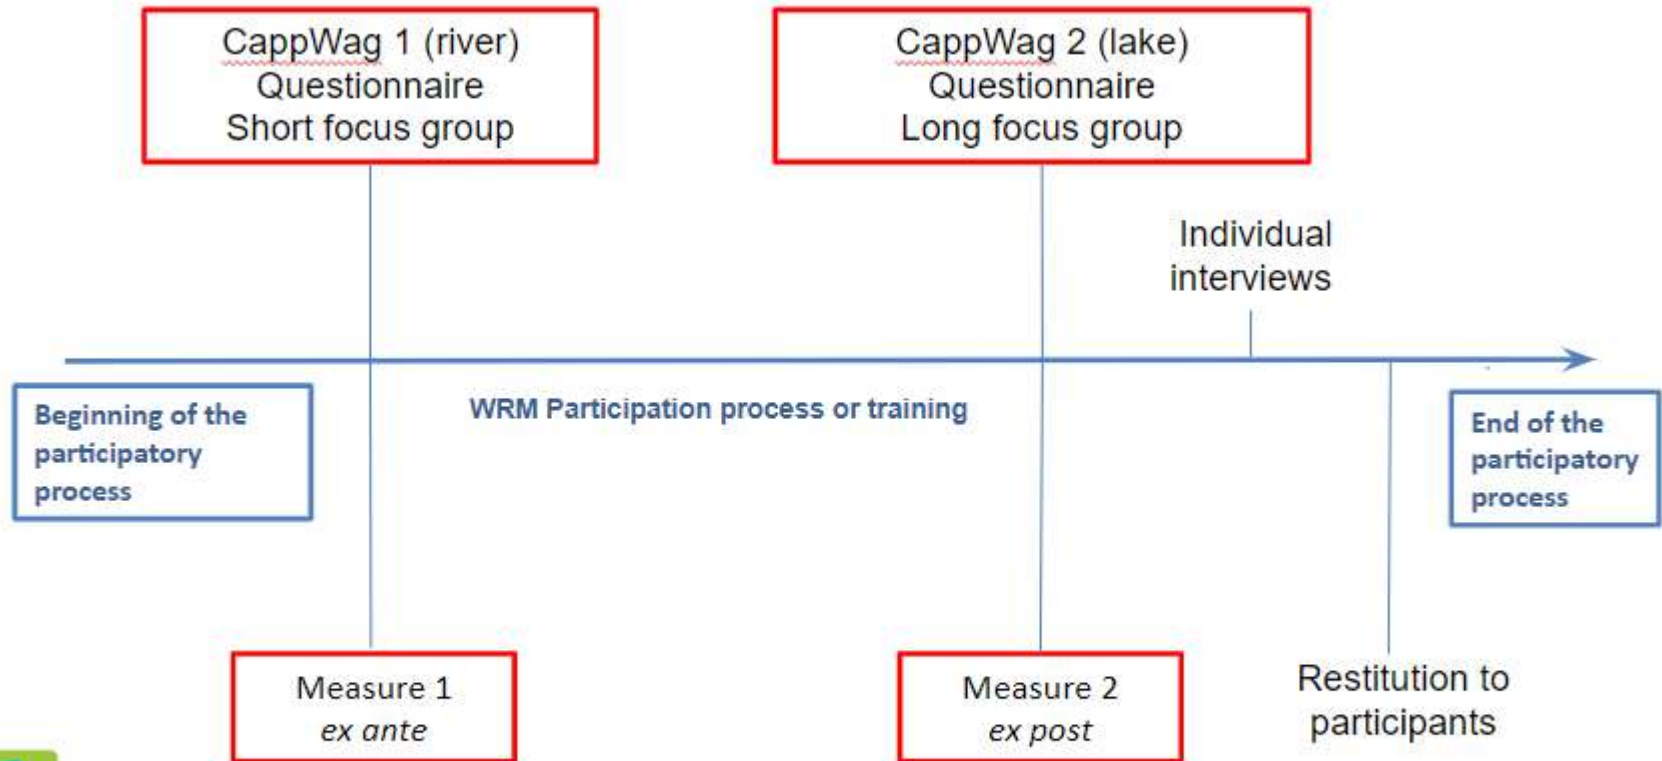 CappWag 1 (river)
Questionnaire
Short focus group
CappWag 2 (lake)
Questionnaire
Long focus group
Individual
interviews
Beginning of the
participatory
process
WRM Participation process or training
End of the
participatory
process
Measure 1
ex ante
Measure 2
ex post
Restitution to
participants